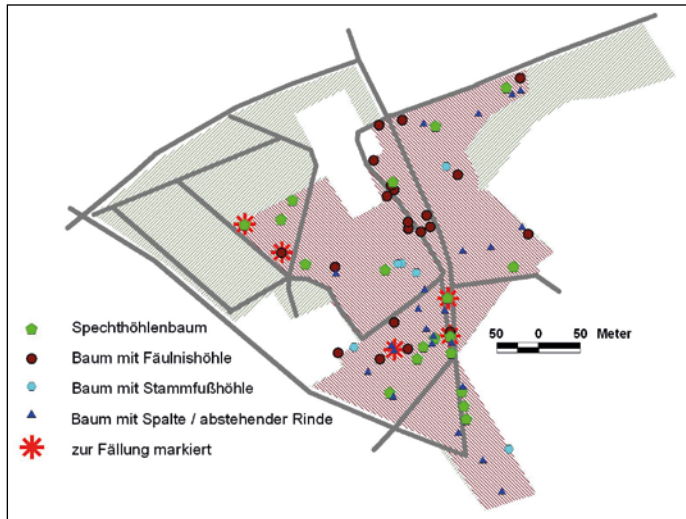 Spechthöhlenbaum
Baum mit Fäulnishöhle
Baum mit Stammfußhöhle
Baum mit Spalte / abstehender Rinde
zur Fällung markiert
50 0 50 Meter